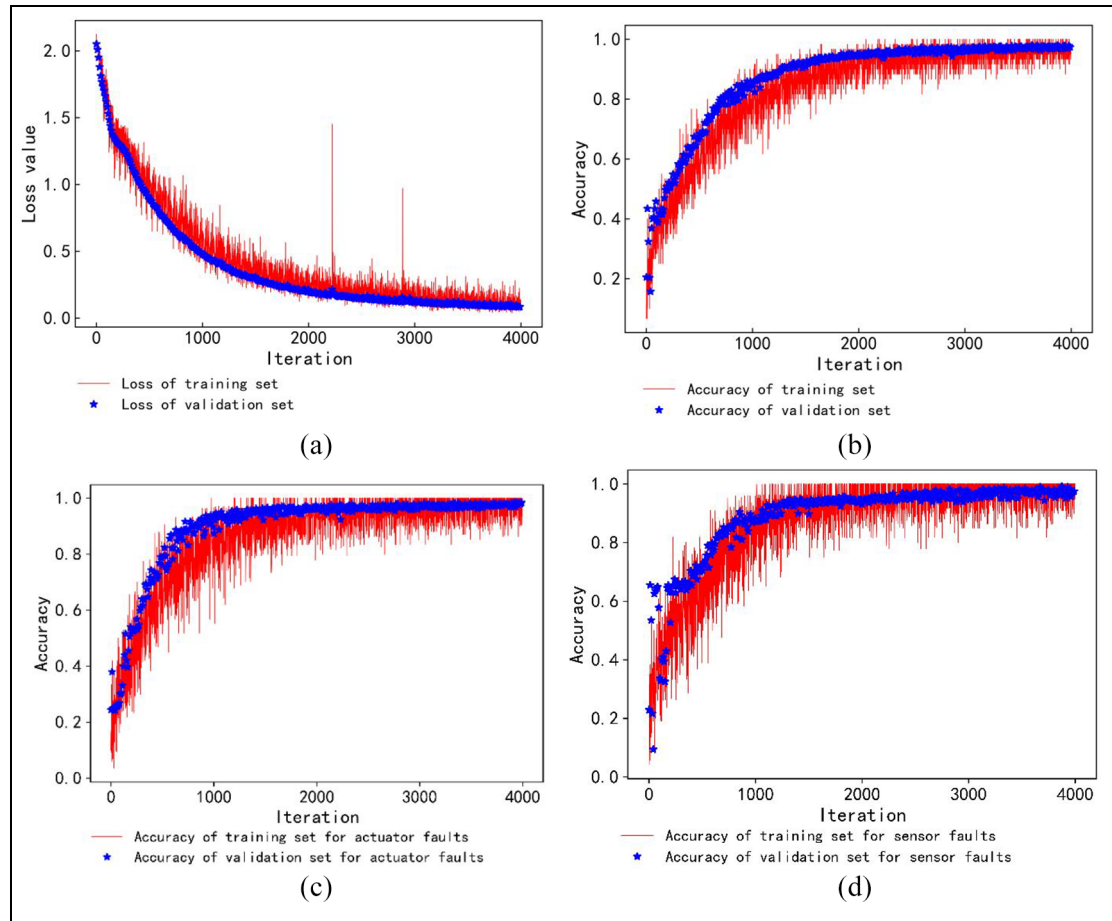 2.0
1.5
1.0
0.5
0.0
Loss value
0 1000 2000 3000 4000
Iteration
Loss of training set
Loss of validation set
(a)
1.0
0.8
0.6
0.4
0.2
Accuracy
0 1000 2000 3000 4000
Iteration
Accuracy of training set
Accuracy of validation set
(b)
1.0
0.8
0.6
0.4
0.2
0.0
Accuracy
0 1000 2000 3000 4000
Iteration
Accuracy of training set for actuator faults
Accuracy of validation set for actuator faults
(c)
1.0
0.8
0.6
0.4
0.2
0.0
Accuracy
0 1000 2000 3000 4000
Iteration
Accuracy of training set for sensor faults
Accuracy of validation set for sensor faults
(d)